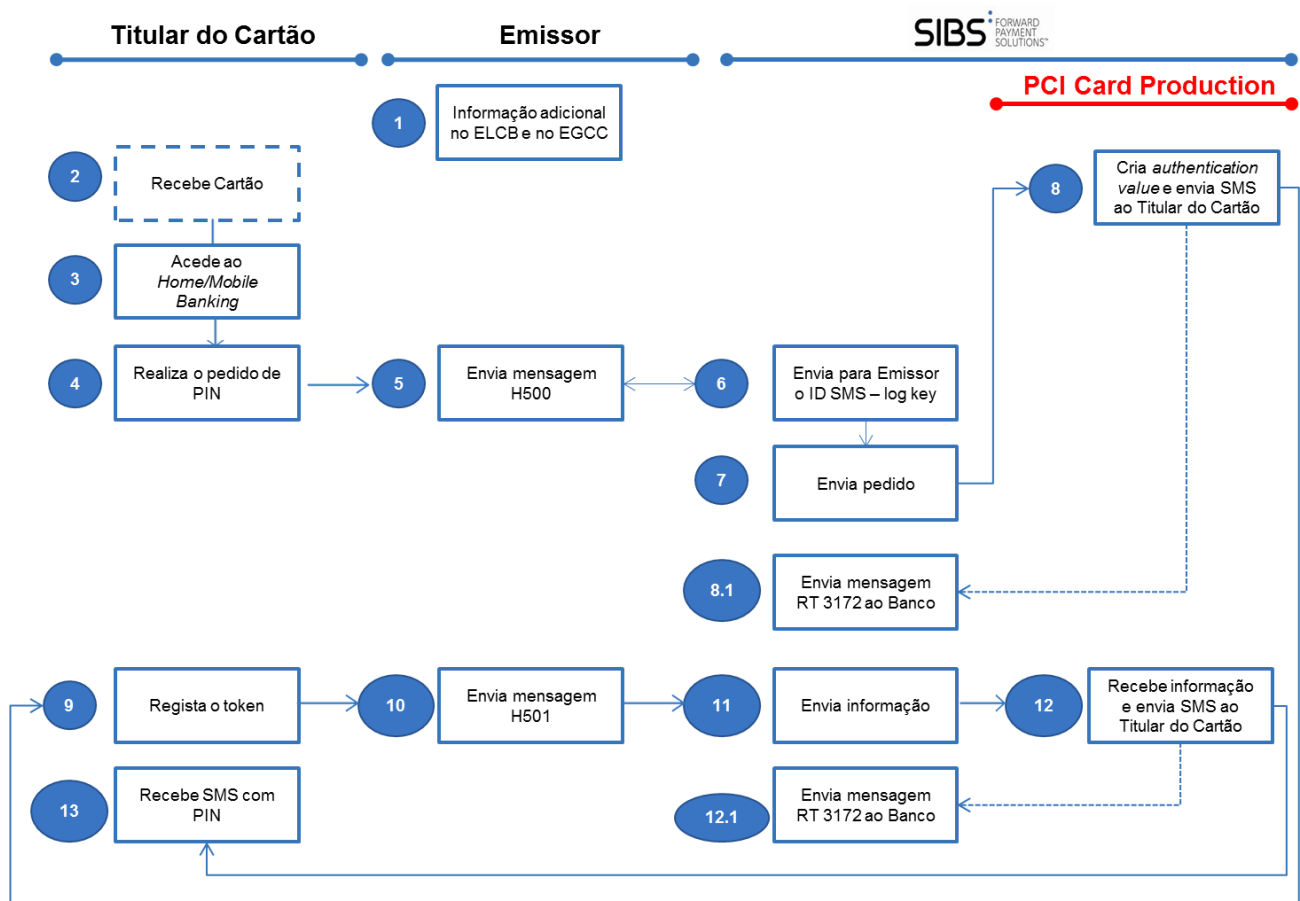 Titular do Cartão
Emissor
SIBS FORWARD
PAYMENT
SOLUTIONS™
PCI Card Production
1
Informação adicional
no ELCB e no EGCC
2
Recebe Cartão
8
Cria authentication
value e envia SMS
ao Titular do Cartão
3
Acede ao
Home/Mobile
Banking
4
Realiza o pedido de
PIN
5
Envia mensagem
H500
6
Envia para Emissor
o ID SMS – log key
7
Envia pedido
8.1
Envia mensagem
RT 3172 ao Banco
9
Regista o token
10
Envia mensagem
H501
11
Envia informação
12
Recebe informação
e envia SMS ao
Titular do Cartão
13
Recebe SMS com
PIN
12.1
Envia mensagem
RT 3172 ao Banco